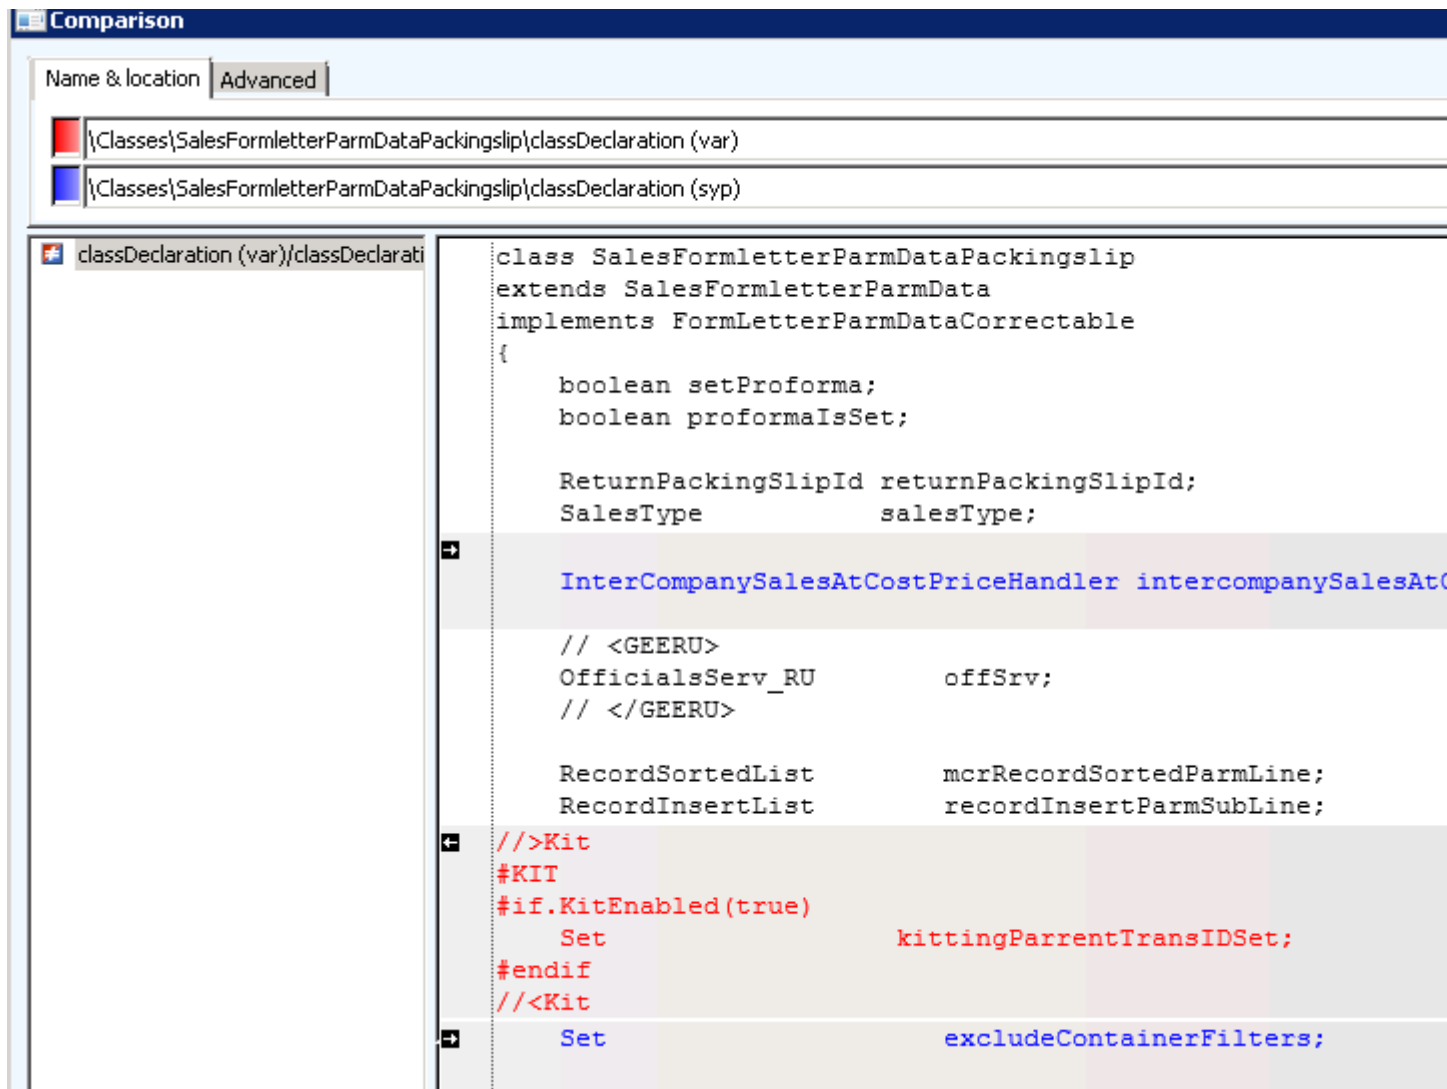 Comparison
Name & location
Advanced
\Classes\SalesFormletterParmDataPackingslip\classDeclaration (var)
\Classes\SalesFormletterParmDataPackingslip\classDeclaration (syp)
classDeclaration (var)/classDeclarati
class SalesFormletterParmDataPackingslip
extends SalesFormletterParmData
implements FormLetterParmDataCorrectable
{
    boolean setProforma;
    boolean proformaIsSet;
    ReturnPackingSlipId returnPackingSlipId;
    SalesType           salesType;
    InterCompanySalesAtCostPriceHandler intercompanySalesAtC
    // <GEERU>
    OfficialsServ_RU        offSrv;
    // </GEERU>
    RecordSortedList        mcrRecordSortedParmLine;
    RecordInsertList        recordInsertParmSubLine;
//>Kit
#KIT
#if.KitEnabled(true)
    Set                  kittingParrentTransIDSet;
#endif
//<Kit
    Set                     excludeContainerFilters;